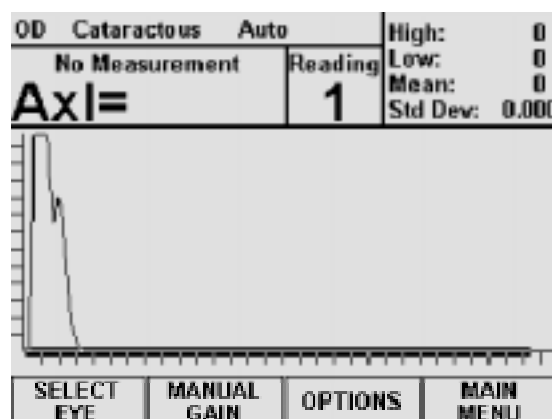 OD Cataractous Auto
No Measurement
Axl=
Reading
1
High: 0
Low: 0
Mean: 0
Std Dev: 0.000
SELECT
EYE
MANUAL
GAIN
OPTIONS
MAIN
MENU